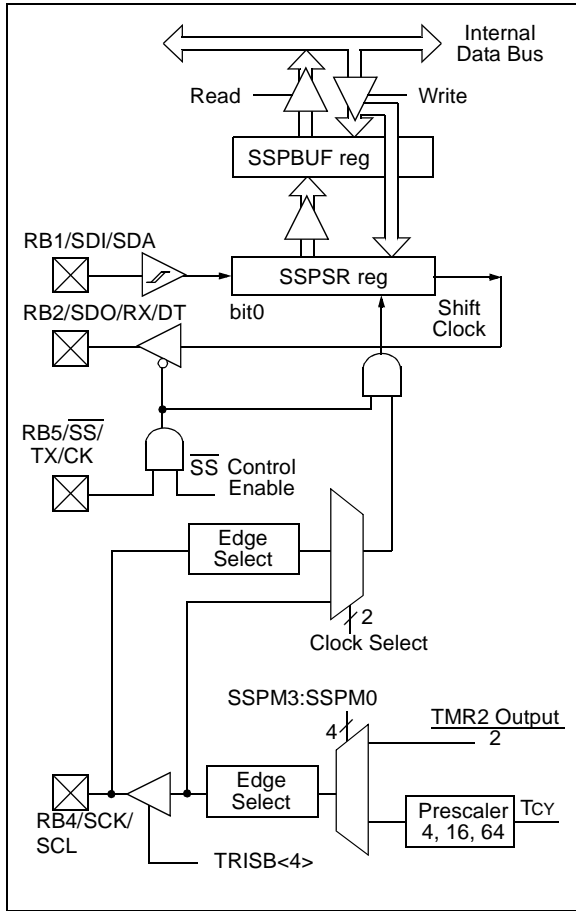 Internal
Data Bus
Read
Write
SSPBUF reg
RB1/SDI/SDA
SSPSR reg
RB2/SDO/RX/DT
bit0
Shift
Clock
RB5/SS/
TX/CK
SS Control
Enable
Edge
Select
2
Clock Select
SSPM3:SSPM0
TMR2 Output
4
2
Edge
Select
Prescaler
4, 16, 64
TCY
RB4/SCK/
SCL
TRISB<4>